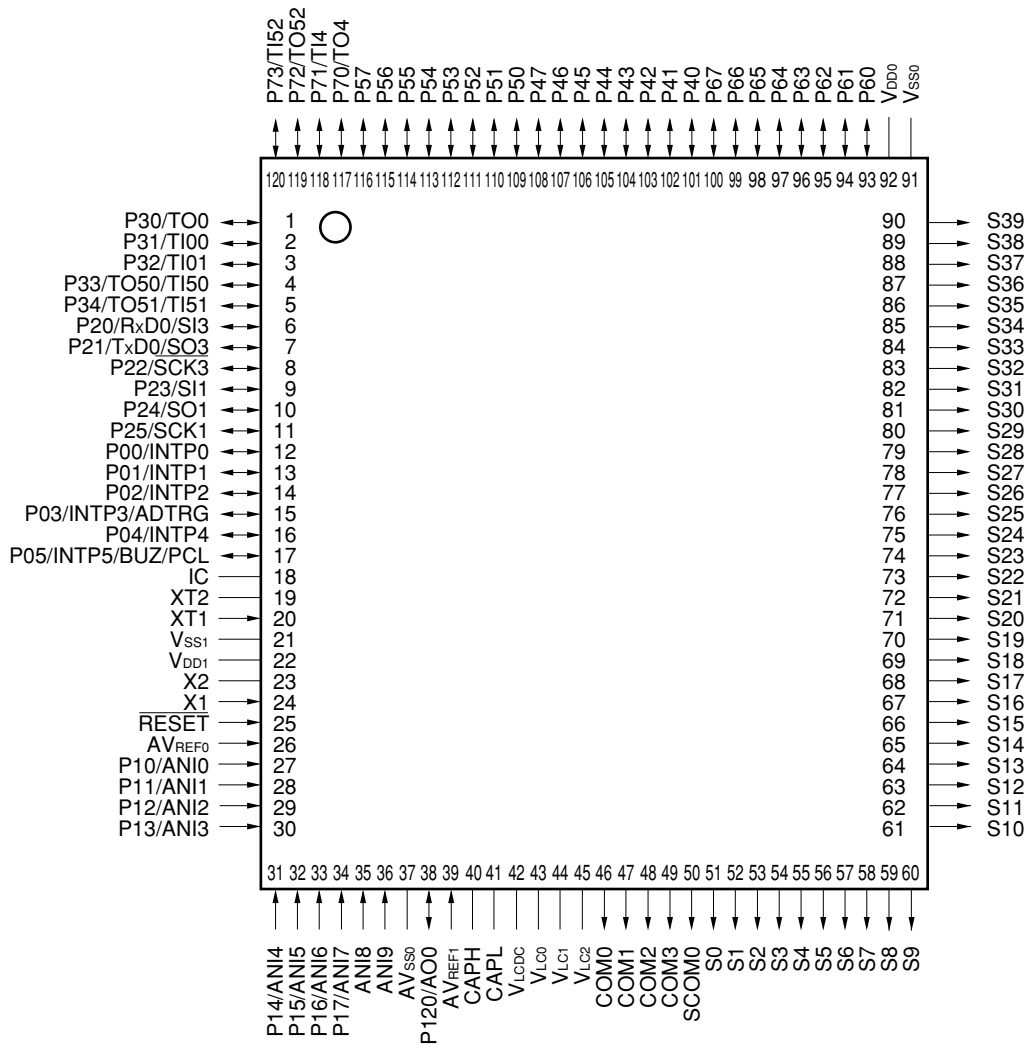 P73/TI52
P72/TO52
P71/TI4
P70/TO4
P57
P56
P55
P54
P53
P52
P51
P50
P47
P46
P45
P44
P43
P42
P41
P40
P67
P66
P65
P64
P63
P62
P61
P60
VDD0
VSS0
120 119 118 117 116 115 114 113 112 111 110 109 108 107 106 105 104 103 102 101 100 99 98 97 96 95 94 93 92 91
P30/TO0 1 90 S39
P31/TI00 2 89 S38
P32/TI01 3 88 S37
P33/TO50/TI50 4 87 S36
P34/TO51/TI51 5 86 S35
P20/RxD0/SI3 6 85 S34
P21/TxD0/SO3 7 84 S33
P22/SCK3 8 83 S32
P23/SI1 9 82 S31
P24/SO1 10 81 S30
P25/SCK1 11 80 S29
P00/INTP0 12 79 S28
P01/INTP1 13 78 S27
P02/INTP2 14 77 S26
P03/INTP3/ADTRG 15 76 S25
P04/INTP4 16 75 S24
P05/INTP5/BUZ/PCL 17 74 S23
IC 18 73 S22
XT2 19 72 S21
XT1 20 71 S20
VSS1 21 70 S19
VDD1 22 69 S18
X2 23 68 S17
X1 24 67 S16
RESET 25 66 S15
AVREF0 26 65 S14
P10/ANI0 27 64 S13
P11/ANI1 28 63 S12
P12/ANI2 29 62 S11
P13/ANI3 30 61 S10
31 32 33 34 35 36 37 38 39 40 41 42 43 44 45 46 47 48 49 50 51 52 53 54 55 56 57 58 59 60
P14/ANI4
P15/ANI5
P16/ANI6
P17/ANI7
ANI8
ANI9
AVSS0
P120/AO0
AVREF1
CAPH
CAPL
VLCDC
VLC0
VLC1
VLC2
COM0
COM1
COM2
COM3
SCOM0
S0
S1
S2
S3
S4
S5
S6
S7
S8
S9